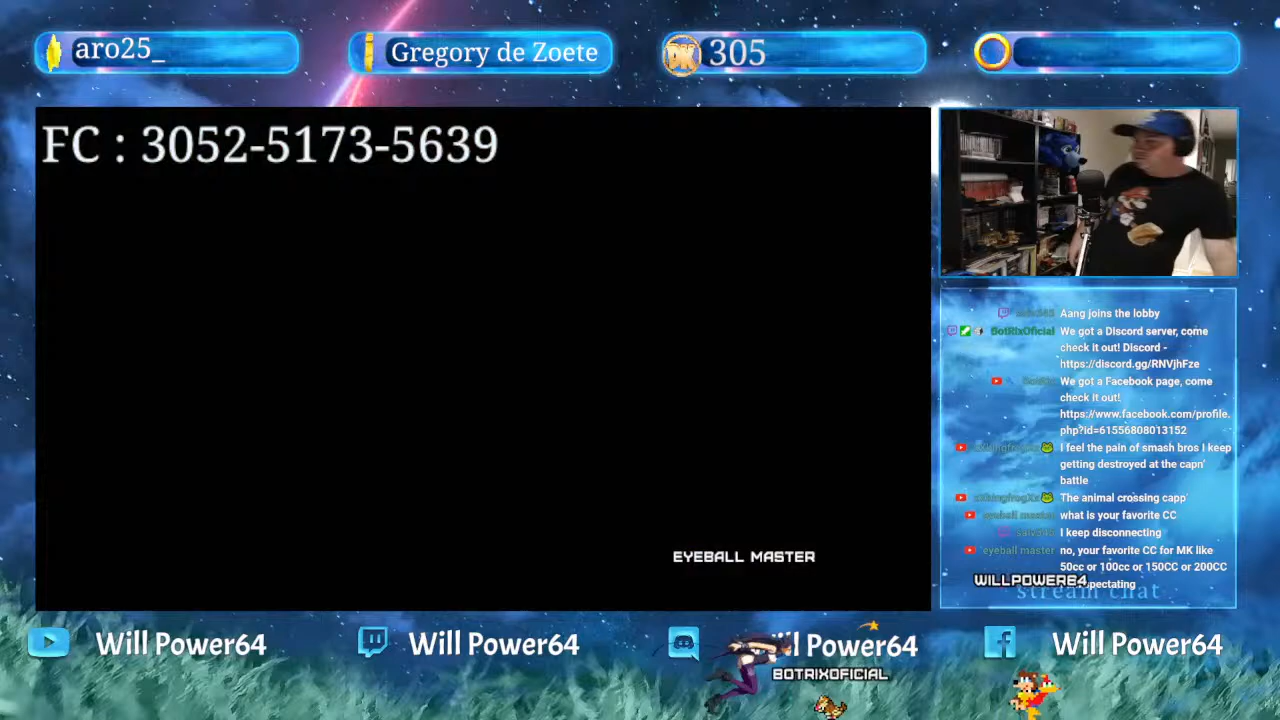 aro25_
Gregory de Zoete
DK 305
FC : 3052-5173-5639
Aang joins the lobby
BotRixOficial We got a Discord server, come
check it out! Discord -
https://discord.gg/RNVjhFze
We got a Facebook page, come
check it out!
https://www.facebook.com/profile.
php?id=61556808013152
I feel the pain of smash bros I keep
getting destroyed at the capn'
battle
The animal crossing capp'
eyeball master what is your favorite CC
I keep disconnecting
eyeball master no, your favorite CC for MK like
50cc or 100cc or 150CC or 200CC
EYEBALL MASTER
WILLPOWER64
stream chat
Will Power64
Will Power64
Power64
BOTRIXOFICIAL
Will Power64